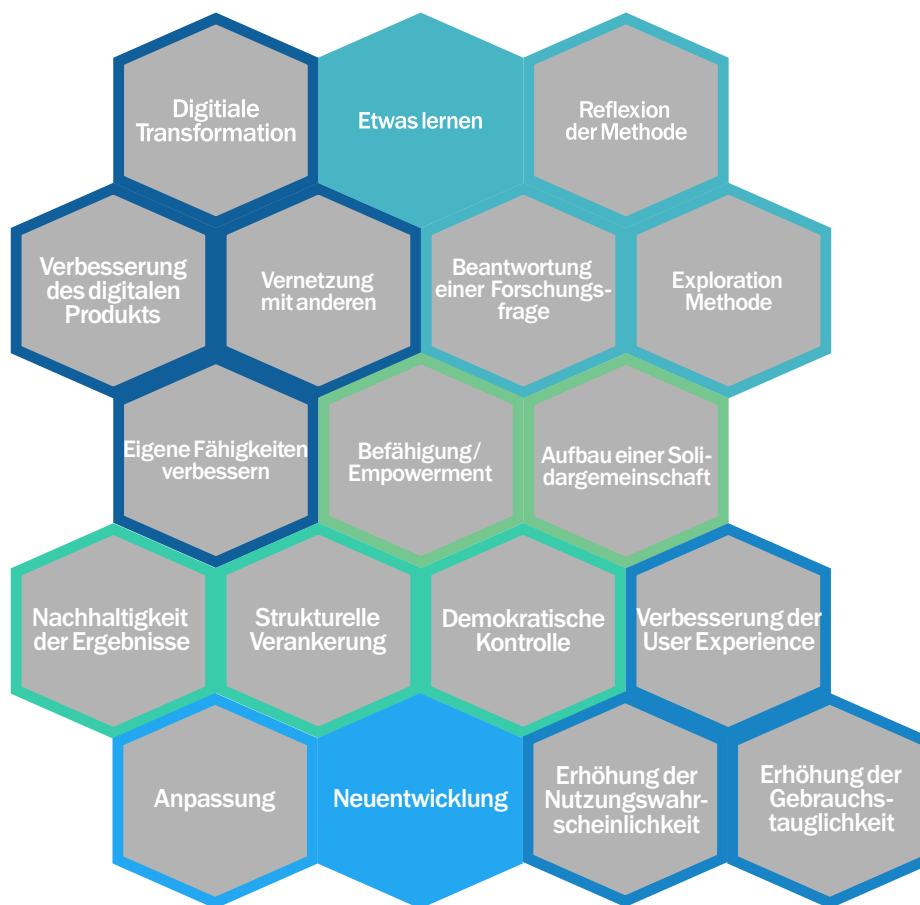 Digitiale
Transformation
Etwas lernen
Reflexion
der Methode
Verbesserung
des digitalen
Produkts
Vernetzung
mit anderen
Beantwortung
einer Forschungs-
frage
Exploration
Methode
Eigene Fähigkeiten
verbessern
Befähigung/
Empowerment
Aufbau einer Soli-
dargemeinschaft
Nachhaltigkeit
der Ergebnisse
Strukturelle
Verankerung
Demokratische
Kontrolle
Verbesserung der
User Experience
Anpassung
Neuentwicklung
Erhöhung der
Nutzungswahr-
scheinlichkeit
Erhöhung der
Gebrauchs-
tauglichkeit